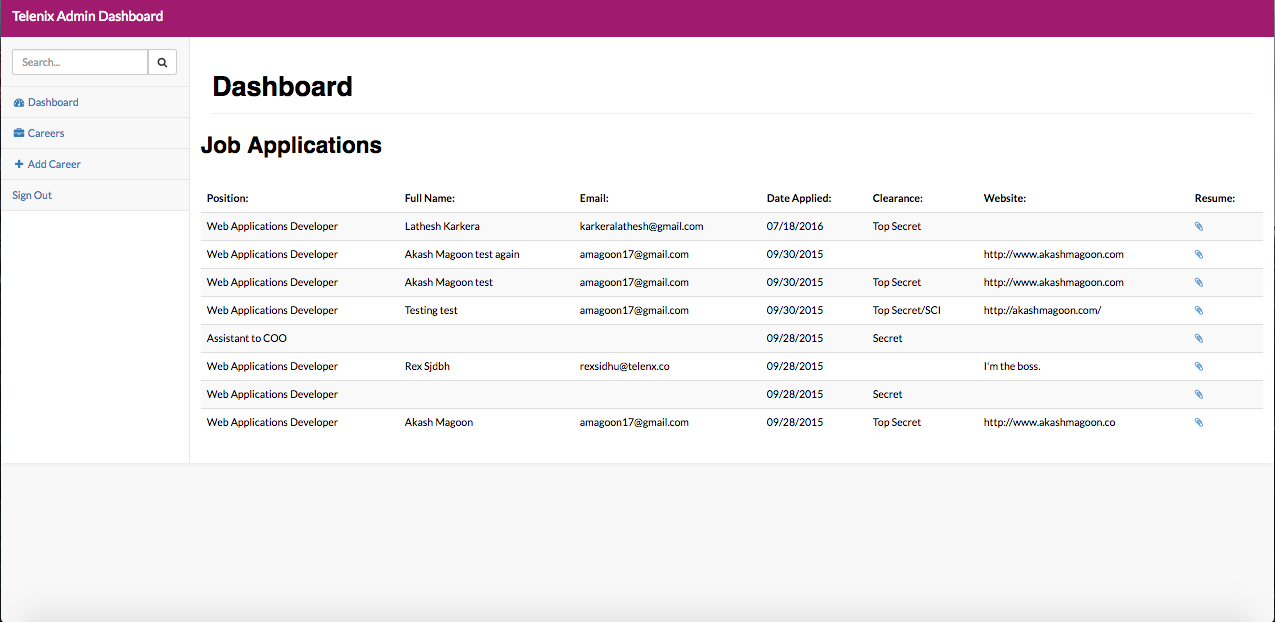 Telenix Admin Dashboard
Search...
Dashboard
Careers
Add Career
Sign Out
Dashboard
Job Applications
Position: Full Name: Email: Date Applied: Clearance: Website: Resume:
Web Applications Developer Lathesh Karkera karkeralathesh@gmail.com 07/18/2016 Top Secret
Web Applications Developer Akash Magoon test again amagoon17@gmail.com 09/30/2015 http://www.akashmagoon.com
Web Applications Developer Akash Magoon test amagoon17@gmail.com 09/30/2015 Top Secret http://www.akashmagoon.com
Web Applications Developer Testing test amagoon17@gmail.com 09/30/2015 Top Secret/SCI http://akashmagoon.com/
Assistant to COO 09/28/2015 Secret
Web Applications Developer Rex Sjdbh rexsidhu@telenx.co 09/28/2015 I'm the boss.
Web Applications Developer 09/28/2015 Secret
Web Applications Developer Akash Magoon amagoon17@gmail.com 09/28/2015 Top Secret http://www.akashmagoon.co